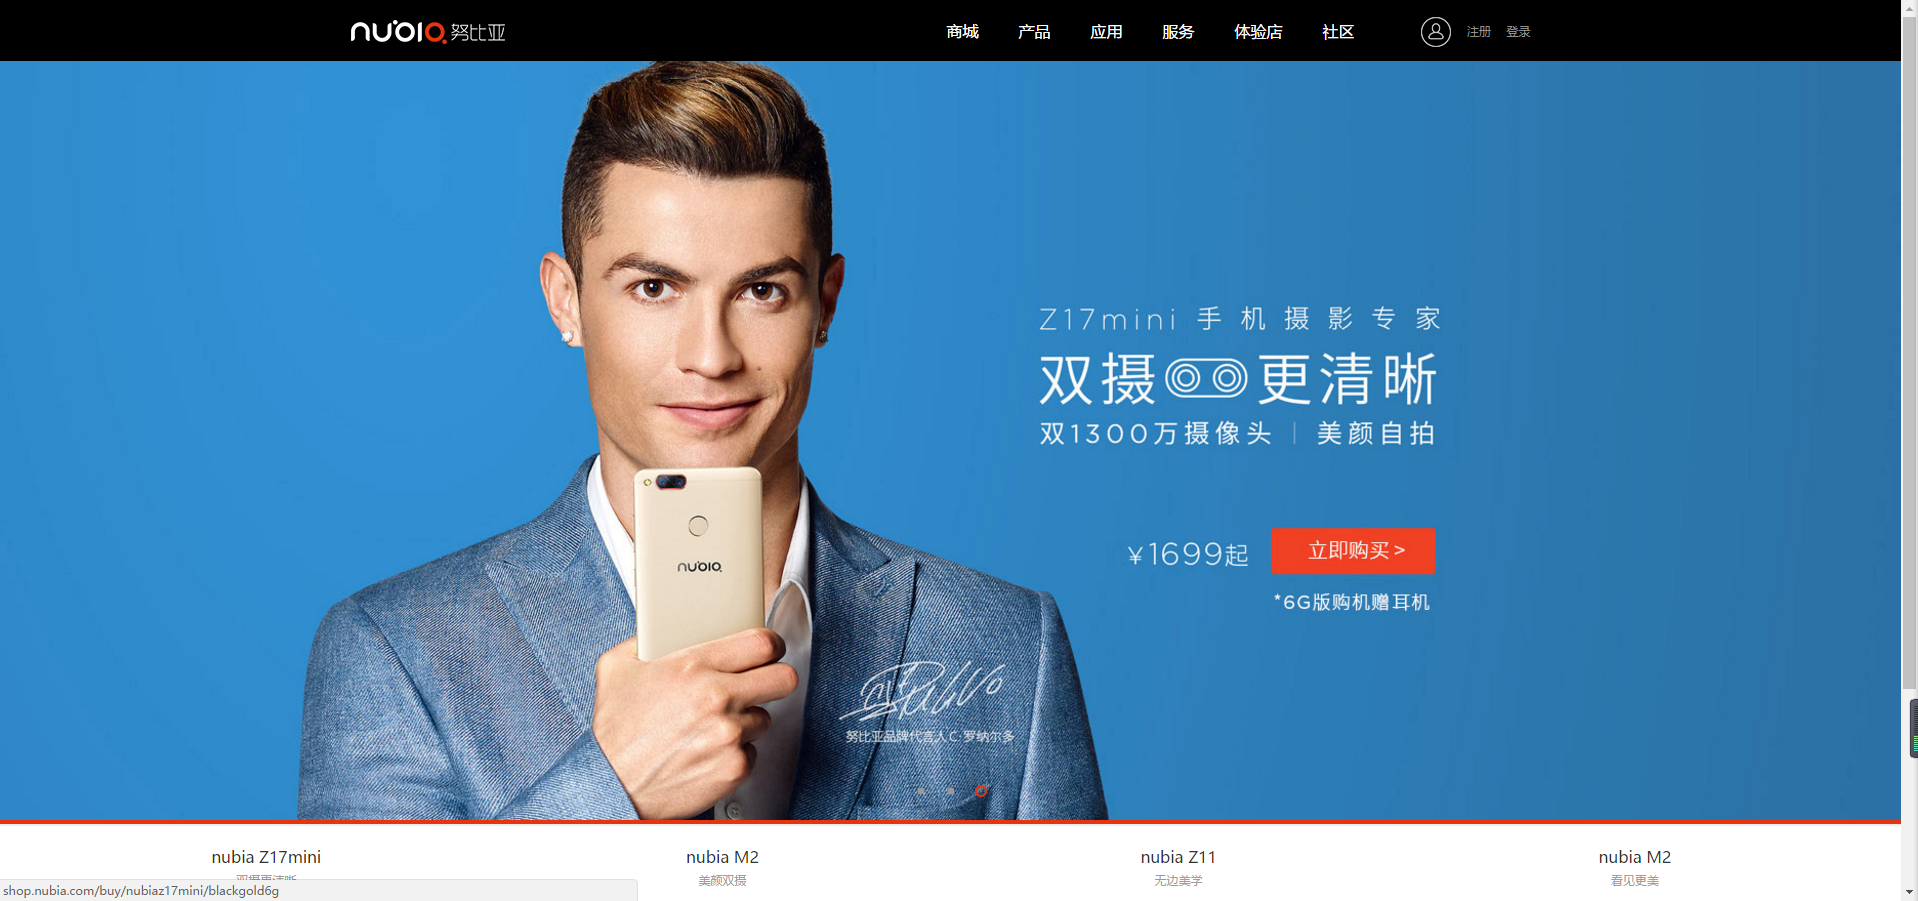 nubia 努比亚
商城 产品 应用 服务 体验店 社区 注册 登录
Z17mini 手机摄影专家
双摄更清晰
双1300万摄像头 | 美颜自拍
¥1699起 立即购买 >
*6G版购机赠耳机
nubia
努比亚品牌代言人C·罗纳尔多
nubia Z17mini
双摄更清晰
nubia M2
美颜双摄
nubia Z11
无边美学
nubia M2
看见更美
shop.nubia.com/buy/nubiaz17mini/blackgold6g